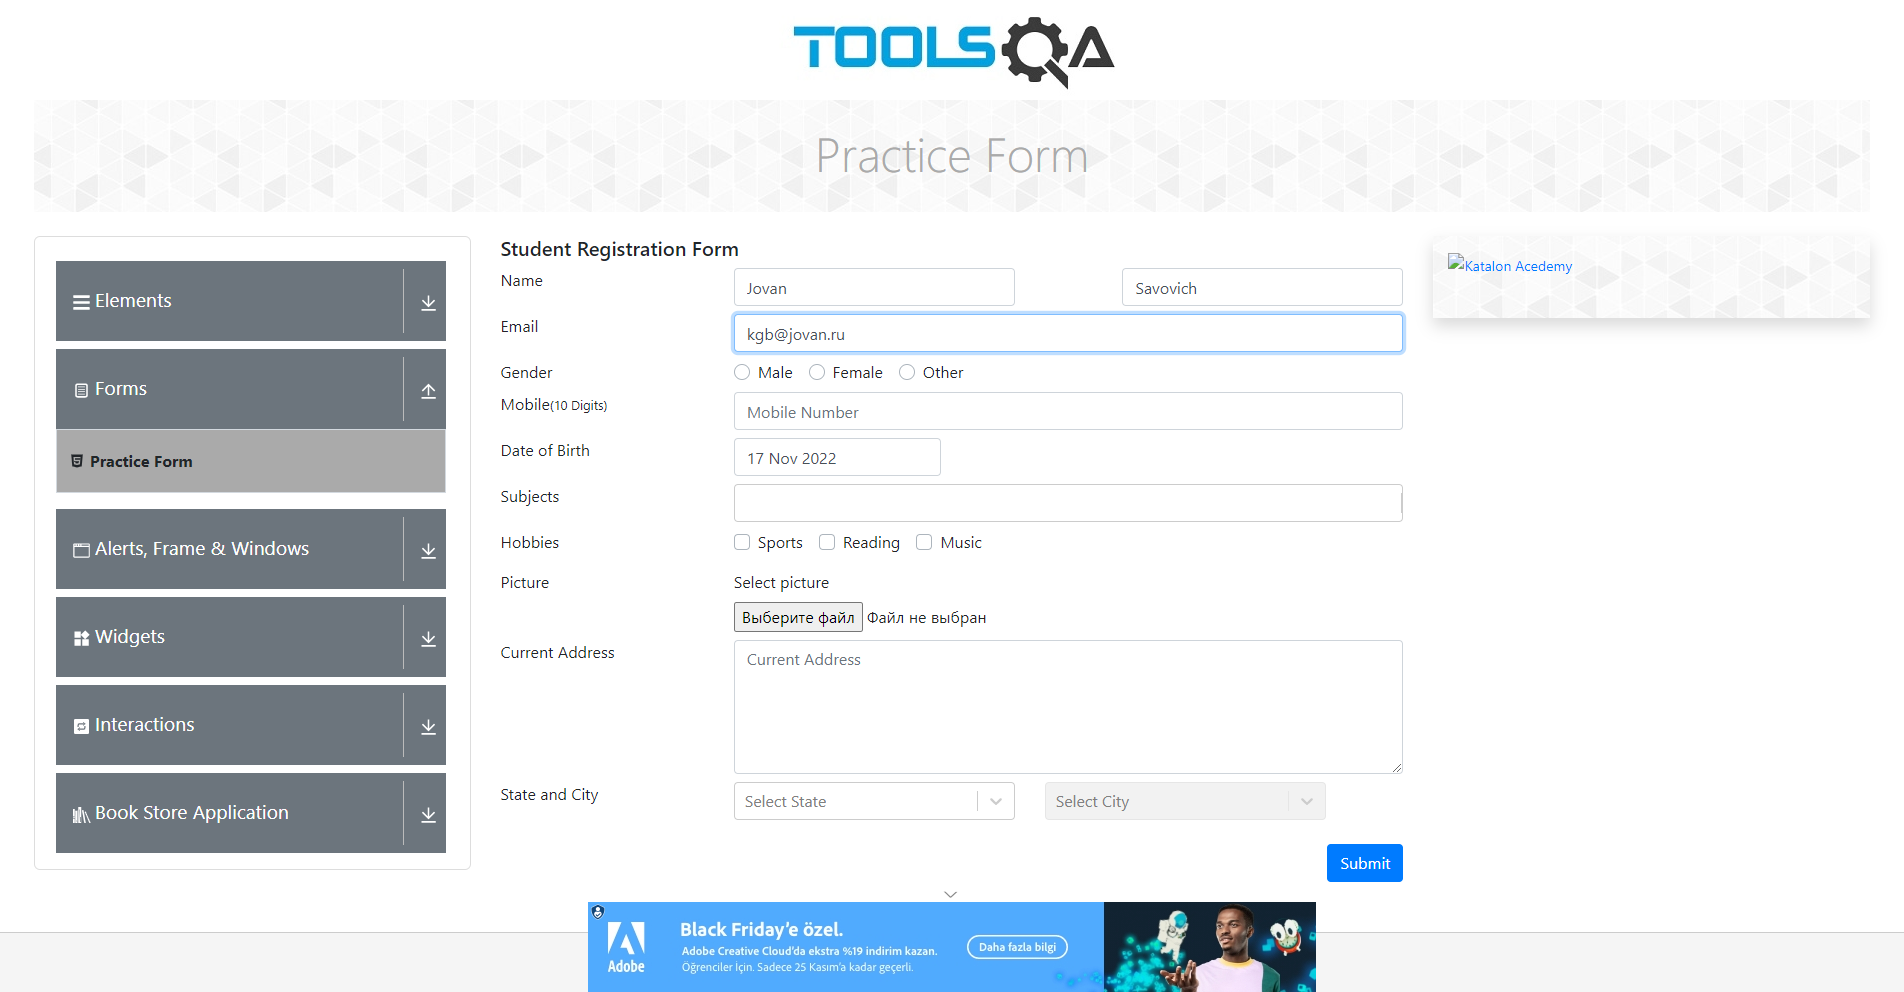 TOOLSQA
Practice Form
Elements
Forms
Practice Form
Alerts, Frame & Windows
Widgets
Interactions
Book Store Application
Student Registration Form
Name
Jovan
Savovich
Email
kgb@jovan.ru
Gender
Male
Female
Other
Mobile(10 Digits)
Mobile Number
Date of Birth
17 Nov 2022
Subjects
Hobbies
Sports
Reading
Music
Picture
Select picture
Выберите файл
Файл не выбран
Current Address
Current Address
State and City
Select State
Select City
Submit
Katalon Acedemy
Adobe
Black Friday'e özel.
Adobe Creative Cloud'da ekstra %19 indirim kazan.
Öğrenciler İçin. Sadece 25 Kasım'a kadar geçerli.
Daha fazla bilgi